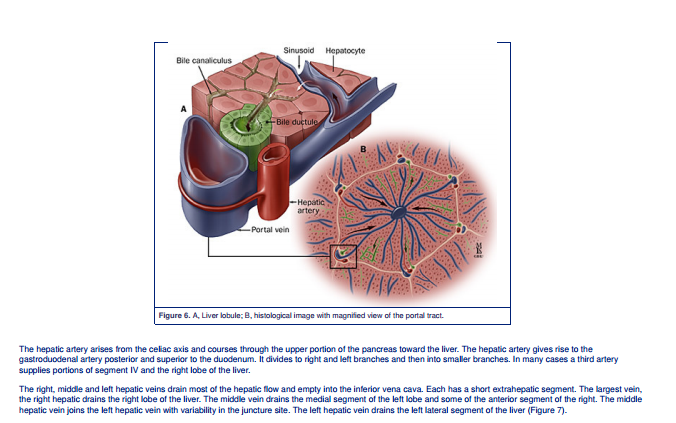 Sinusoid Hepatocyte
Bile canaliculus
A
Bile ductule
B
Hepatic
artery
Portal vein
Figure 6. A, Liver lobule; B, histological image with magnified view of the portal tract.
The hepatic artery arises from the celiac axis and courses through the upper portion of the pancreas toward the liver. The hepatic artery gives rise to the
gastroduodenal artery posterior and superior to the duodenum. It divides to right and left branches and then into smaller branches. In many cases a third artery
supplies portions of segment IV and the right lobe of the liver.
The right, middle and left hepatic veins drain most of the hepatic flow and empty into the inferior vena cava. Each has a short extrahepatic segment. The largest vein,
the right hepatic drains the right lobe of the liver. The middle vein drains the medial segment of the left lobe and some of the anterior segment of the right. The middle
hepatic vein joins the left hepatic vein with variability in the juncture site. The left hepatic vein drains the left lateral segment of the liver (Figure 7).